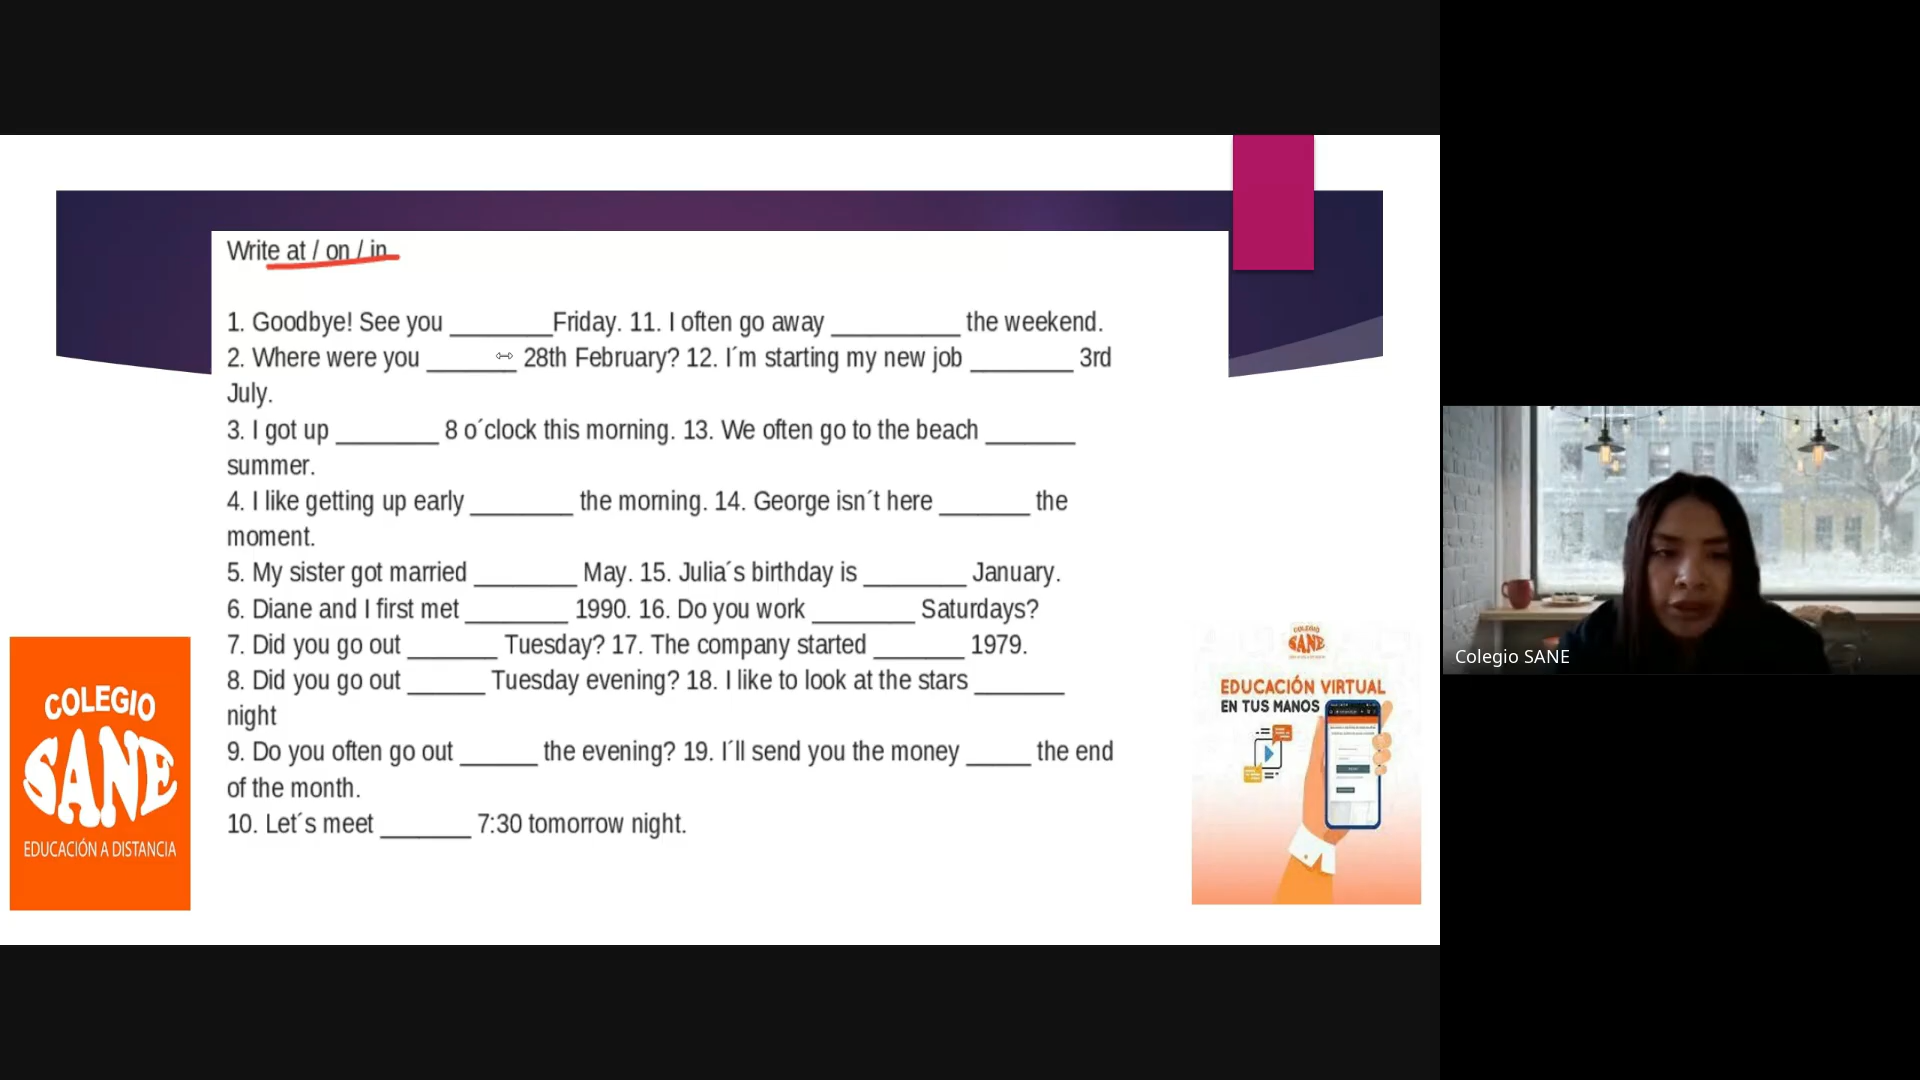 Write at / on / in
1. Goodbye! See you ________Friday. 11. I often go away __________ the weekend.
2. Where were you _______ 28th February? 12. I´m starting my new job ________ 3rd
July.
3. I got up ________ 8 o´clock this morning. 13. We often go to the beach _______
summer.
4. I like getting up early ________ the morning. 14. George isn´t here _______ the
moment.
5. My sister got married ________ May. 15. Julia´s birthday is ________ January.
6. Diane and I first met ________ 1990. 16. Do you work ________ Saturdays?
7. Did you go out _______ Tuesday? 17. The company started _______ 1979.
8. Did you go out ______ Tuesday evening? 18. I like to look at the stars _______
night
9. Do you often go out ______ the evening? 19. I´ll send you the money _____ the end
of the month.
10. Let´s meet _______ 7:30 tomorrow night.
COLEGIO
SANE
EDUCACIÓN A DISTANCIA
COLEGIO
SANE
EDUCACIÓN VIRTUAL
EN TUS MANOS
Colegio SANE